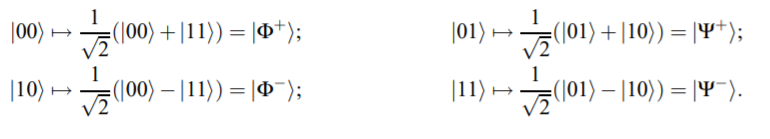 |00⟩ ↦ 1/√2(|00⟩ + |11⟩) = |Φ⁺⟩; |01⟩ ↦ 1/√2(|01⟩ + |10⟩) = |Ψ⁺⟩;
|10⟩ ↦ 1/√2(|00⟩ − |11⟩) = |Φ⁻⟩; |11⟩ ↦ 1/√2(|01⟩ − |10⟩) = |Ψ⁻⟩.